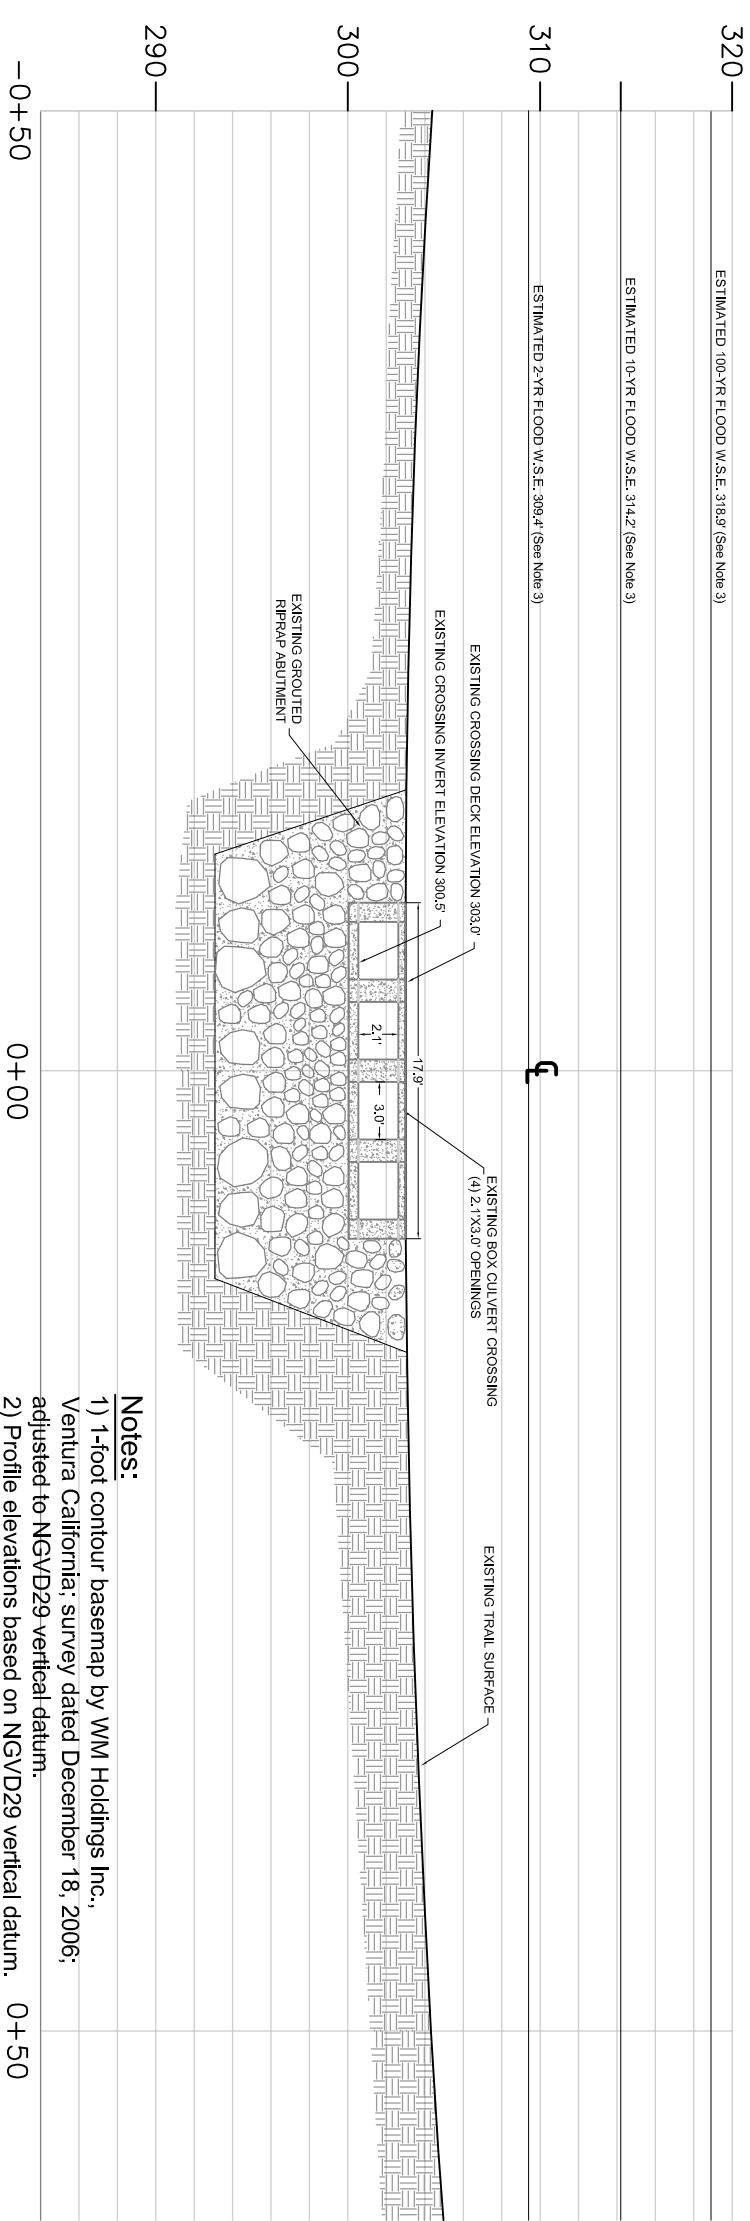 320
310
300
290
ESTIMATED 100-YR FLOOD W.S.E. 318.9' (See Note 3)
ESTIMATED 10-YR FLOOD W.S.E. 314.2' (See Note 3)
ESTIMATED 2-YR FLOOD W.S.E. 309.4' (See Note 3)
EXISTING CROSSING DECK ELEVATION 303.0'
EXISTING CROSSING INVERT ELEVATION 300.5'
EXISTING GROUTED
RIPRAP ABUTMENT
CL
17.9'
2.1'
3.0'
EXISTING BOX CULVERT CROSSING
(4) 2.1'X3.0' OPENINGS
EXISTING TRAIL SURFACE
Notes:
1) 1-foot contour basemap by WM Holdings Inc.,
Ventura California; survey dated December 18, 2006;
adjusted to NGVD29 vertical datum.
2) Profile elevations based on NGVD29 vertical datum.
-0+50
0+00
0+50